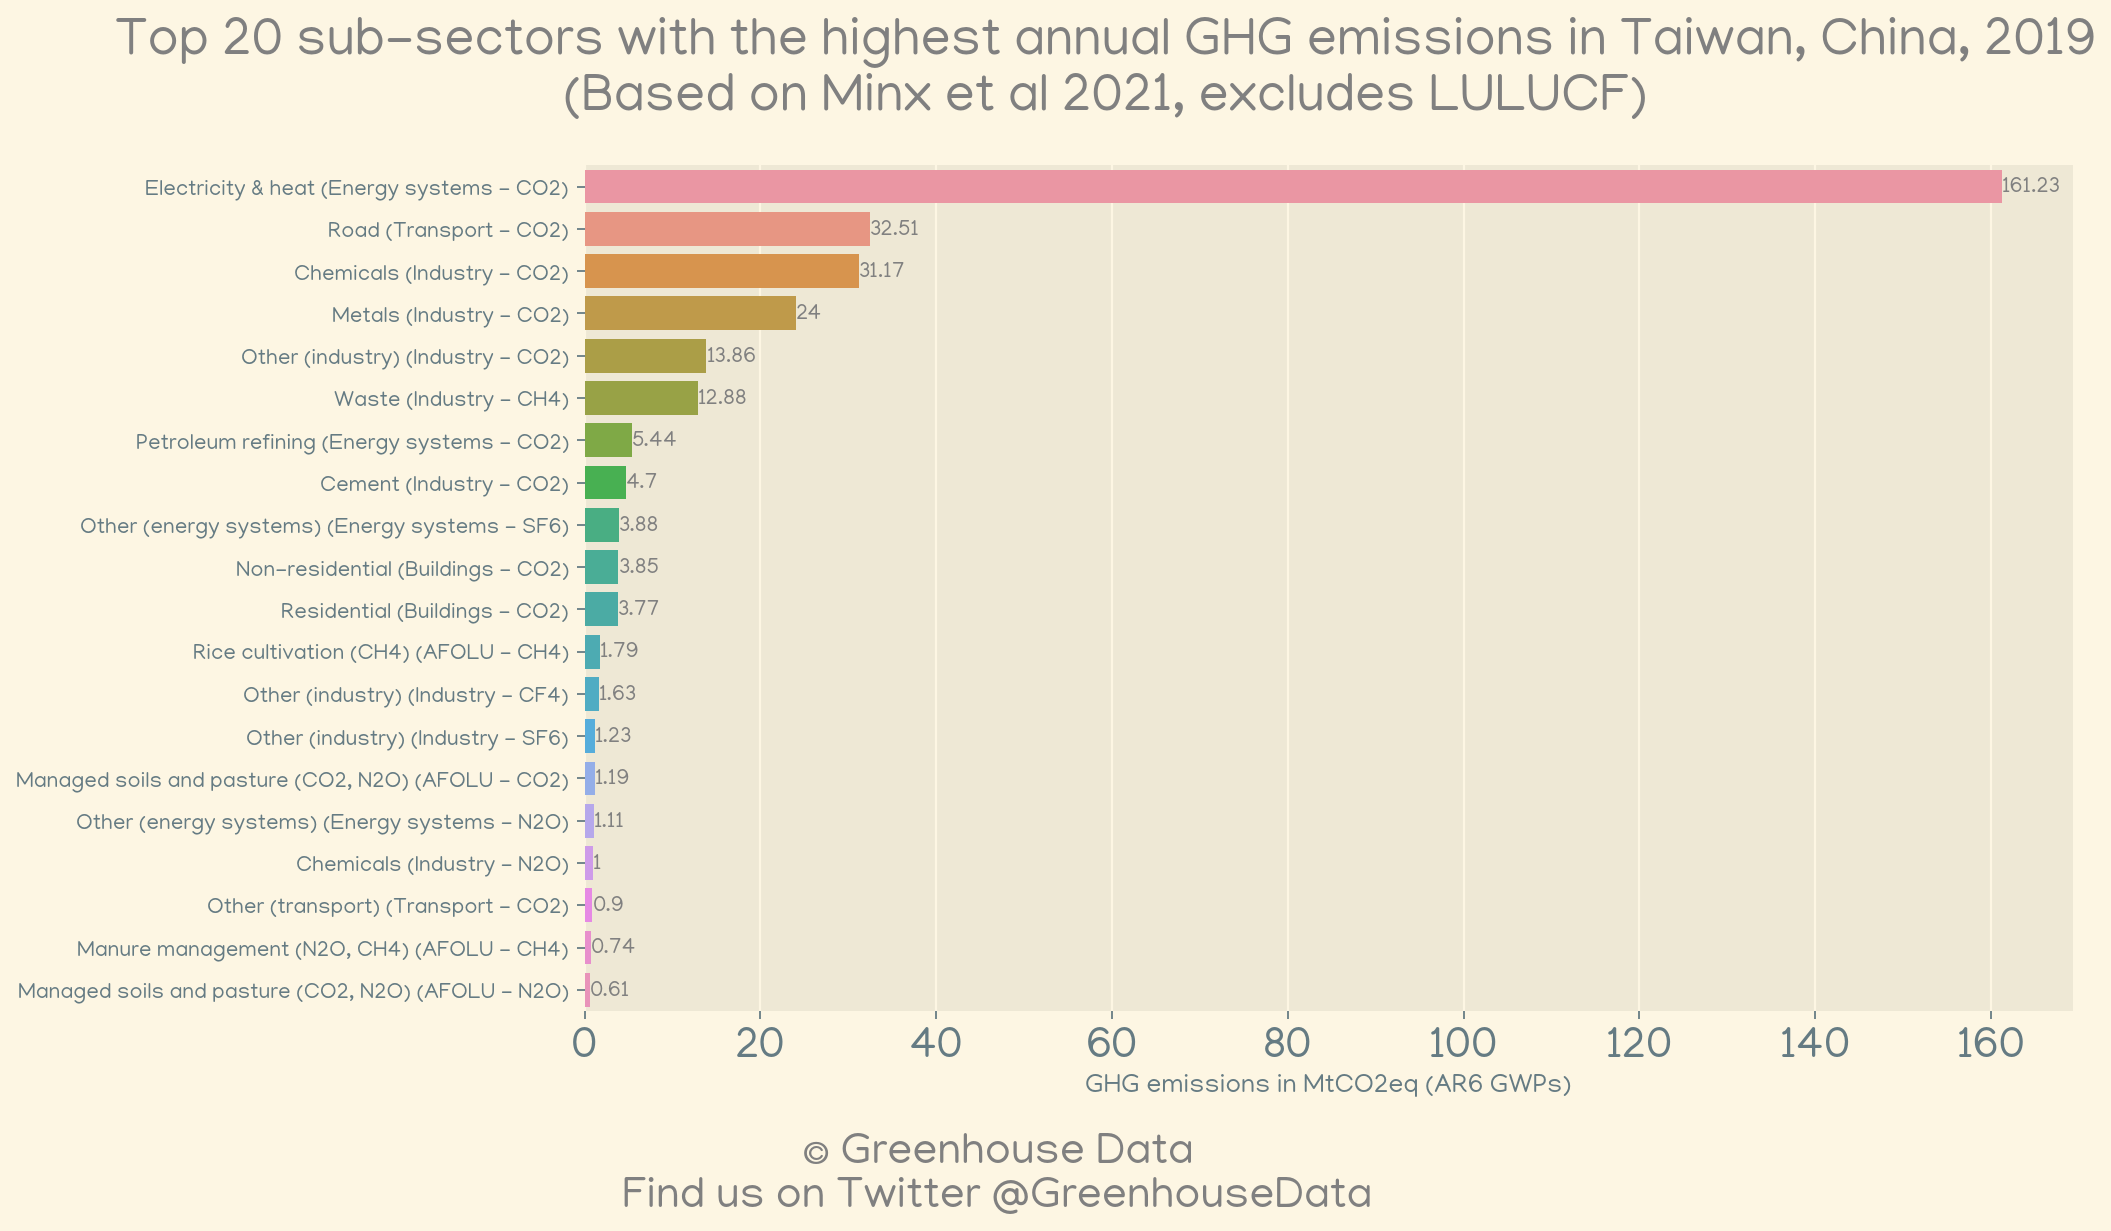 Top 20 sub-sectors with the highest annual GHG emissions in Taiwan, China, 2019
(Based on Minx et al 2021, excludes LULUCF)
Electricity & heat (Energy systems - CO2) 161.23
Road (Transport - CO2) 32.51
Chemicals (Industry - CO2) 31.17
Metals (Industry - CO2) 24
Other (industry) (Industry - CO2) 13.86
Waste (Industry - CH4) 12.88
Petroleum refining (Energy systems - CO2) 5.44
Cement (Industry - CO2) 4.7
Other (energy systems) (Energy systems - SF6) 3.88
Non-residential (Buildings - CO2) 3.85
Residential (Buildings - CO2) 3.77
Rice cultivation (CH4) (AFOLU - CH4) 1.79
Other (industry) (Industry - CF4) 1.63
Other (industry) (Industry - SF6) 1.23
Managed soils and pasture (CO2, N2O) (AFOLU - CO2) 1.19
Other (energy systems) (Energy systems - N2O) 1.11
Chemicals (Industry - N2O) 1
Other (transport) (Transport - CO2) 0.9
Manure management (N2O, CH4) (AFOLU - CH4) 0.74
Managed soils and pasture (CO2, N2O) (AFOLU - N2O) 0.61
0 20 40 60 80 100 120 140 160
GHG emissions in MtCO2eq (AR6 GWPs)
© Greenhouse Data
Find us on Twitter @GreenhouseData